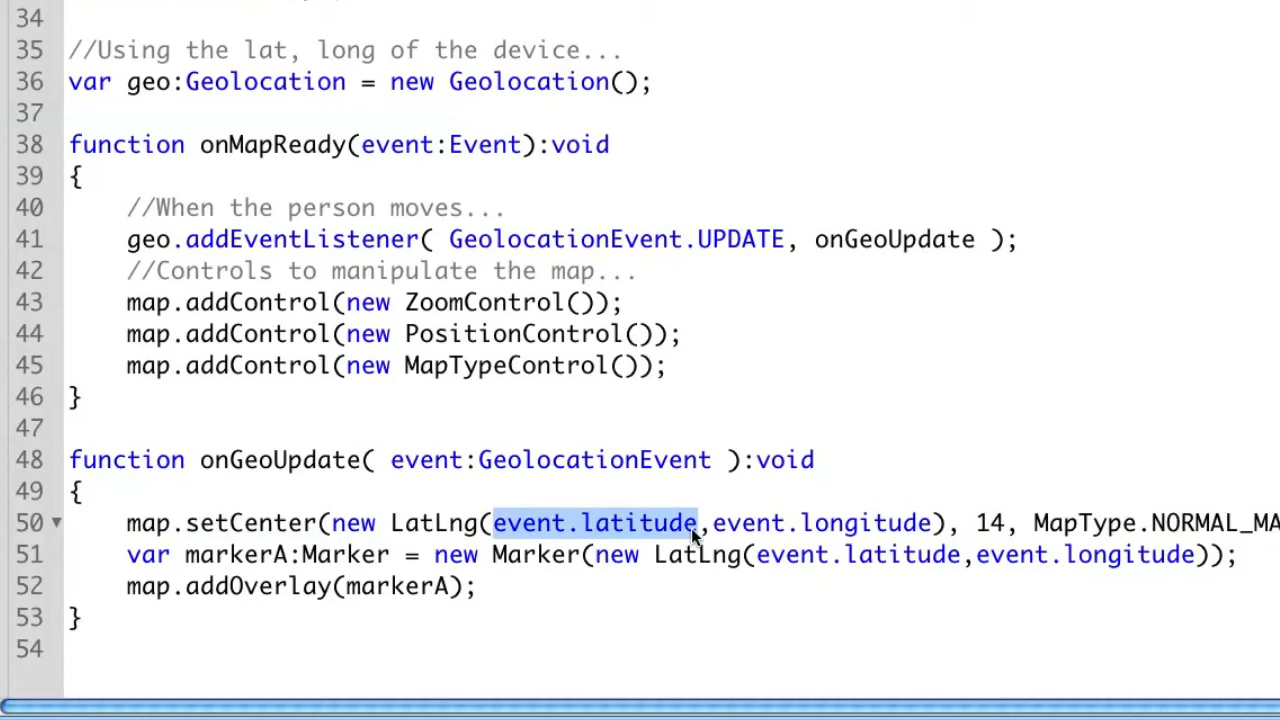 34
35 //Using the lat, long of the device...
36 var geo:Geolocation = new Geolocation();
37
38 function onMapReady(event:Event):void
39 {
40 //When the person moves...
41 geo.addEventListener( GeolocationEvent.UPDATE, onGeoUpdate );
42 //Controls to manipulate the map...
43 map.addControl(new ZoomControl());
44 map.addControl(new PositionControl());
45 map.addControl(new MapTypeControl());
46 }
47
48 function onGeoUpdate( event:GeolocationEvent ):void
49 {
50 map.setCenter(new LatLng(event.latitude,event.longitude), 14, MapType.NORMAL_MA
51 var markerA:Marker = new Marker(new LatLng(event.latitude,event.longitude));
52 map.addOverlay(markerA);
53 }
54